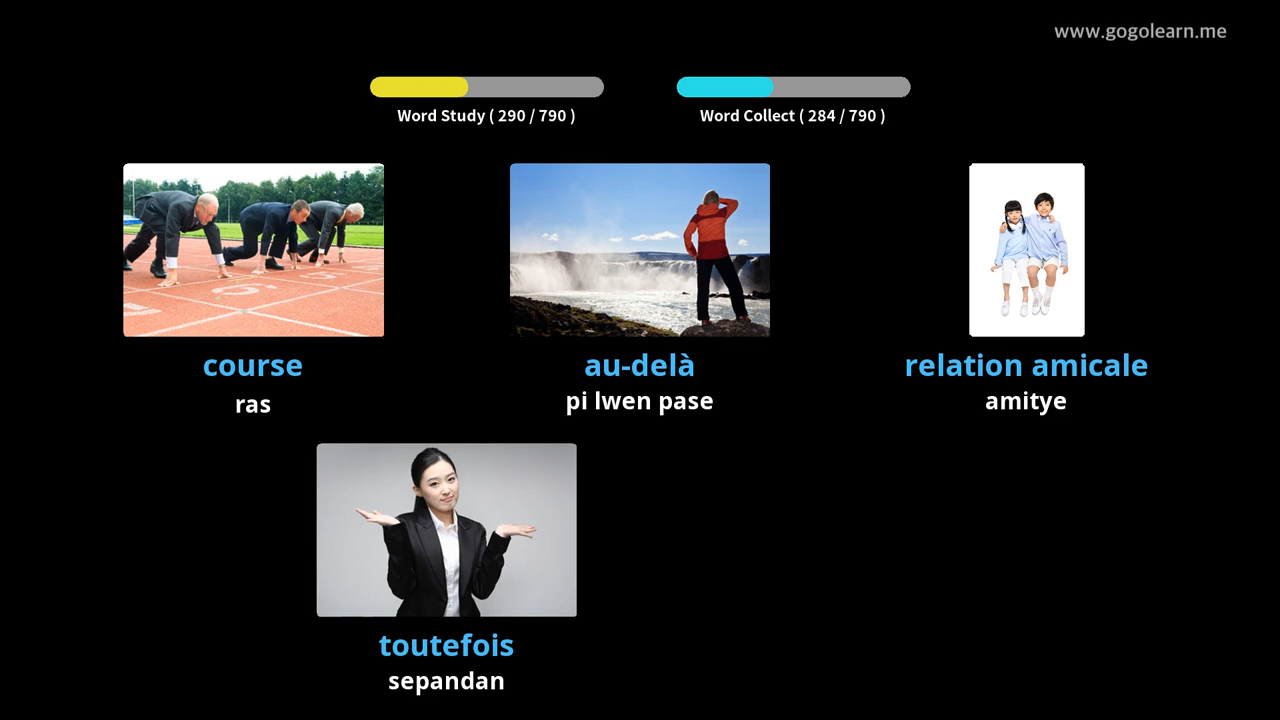 www.gogolearn.me
Word Study ( 290 / 790 )
Word Collect ( 284 / 790 )
course
ras
au-delà
pi lwen pase
relation amicale
amitye
toutefois
sepandan